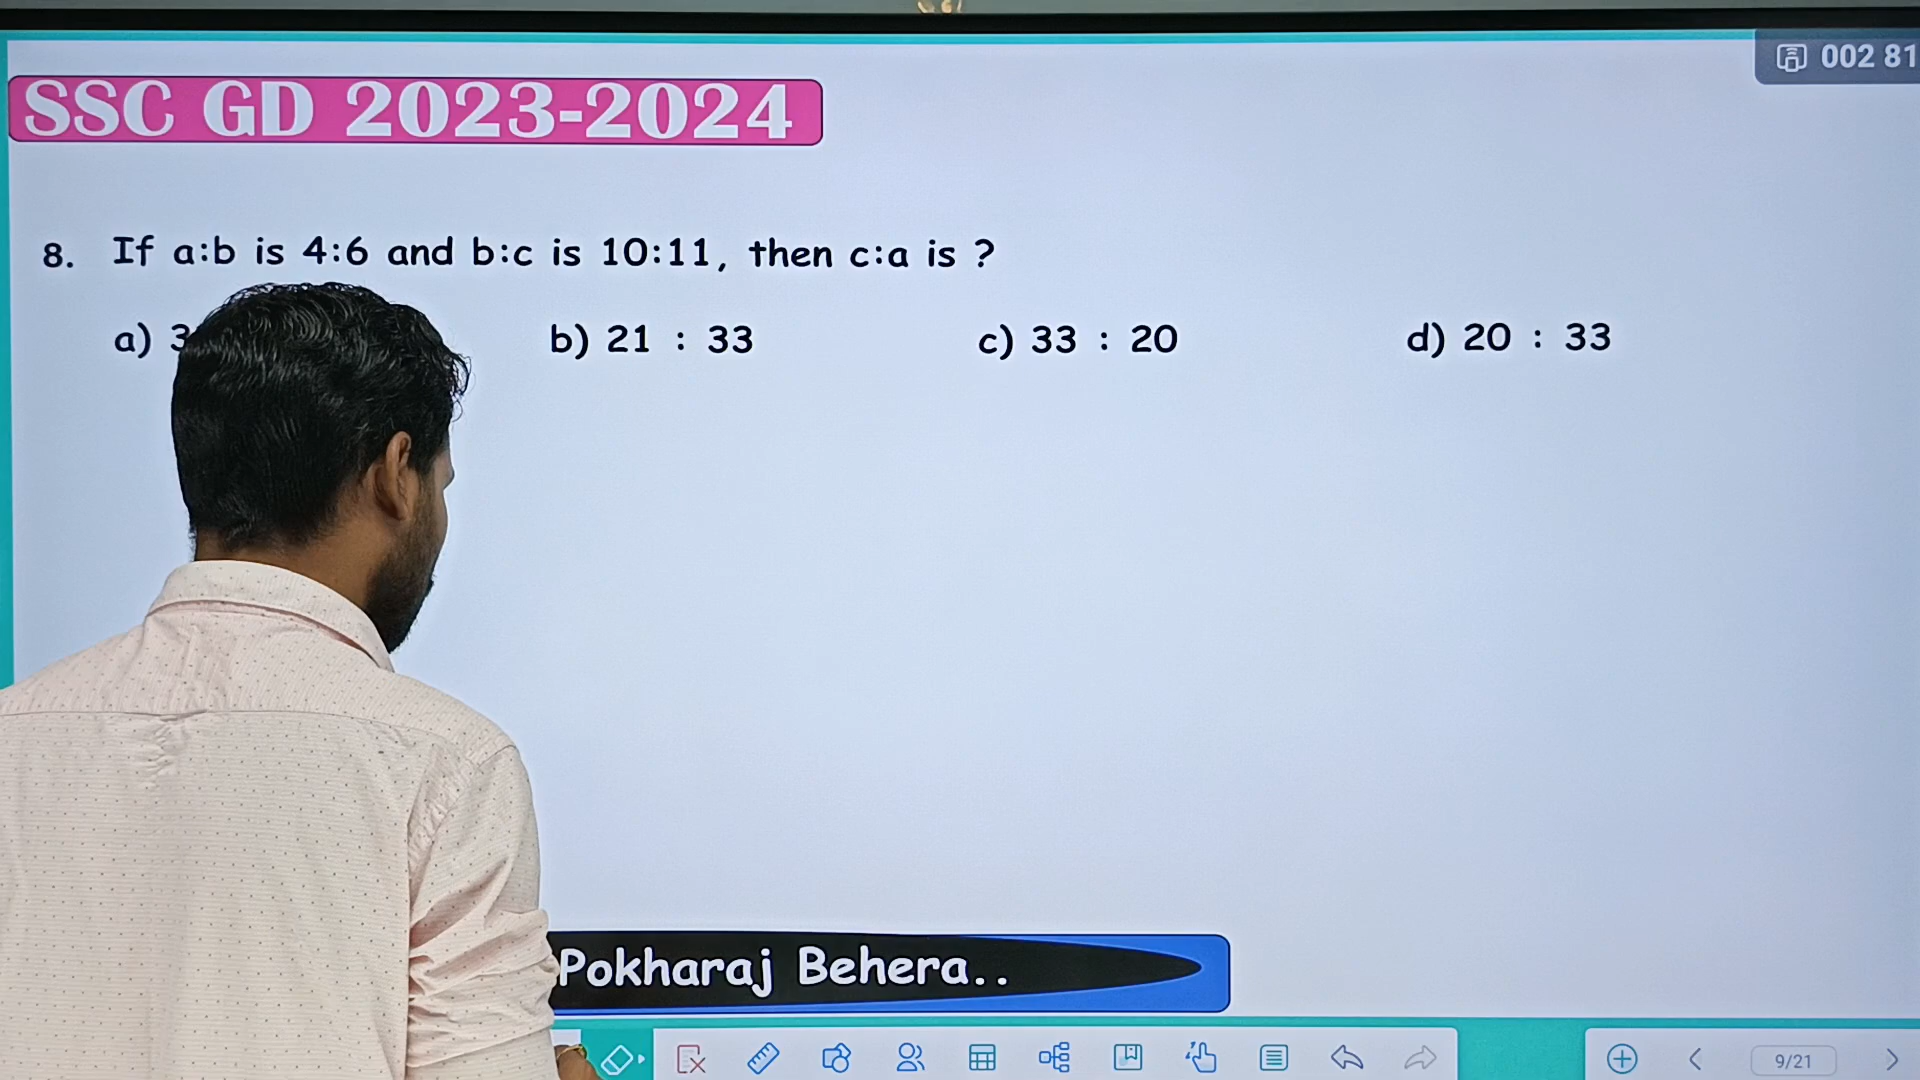 002 81
SSC GD 2023-2024
8. If a:b is 4:6 and b:c is 10:11, then c:a is ?
a) b) 21 : 33 c) 33 : 20 d) 20 : 33
Pokharaj Behera..
9/21